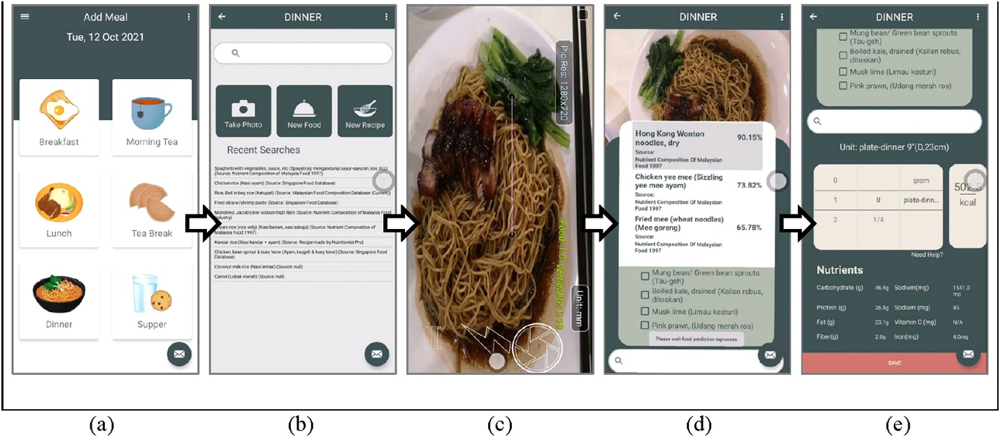 Add Meal
Tue, 12 Oct 2021
Breakfast
Morning Tea
Lunch
Tea Break
Dinner
Supper
DINNER
Take Photo
New Food
New Recipe
Recent Searches
Spaghetti with vegetables, sauce, etc (Spagetti yg mengandungi sayur-sayuran, sos DLL)
(Source: Nutrient Composition of Malaysia Food 1997)
Chicken rice (Nasi ayam) (Source: Singapore Food Database)
Rice, Boil in beg rice (Ketupat) (Source: Malaysian Food Composition Database (Current))
Fried okra w/shrimp paste (Source: Singapore Food Database)
Mondelez, Jacob's low sodium high fibre (Source: Nutrient Composition of Malaysia Food
Industry)
yani rice (rice only) (Nasi beriani, nasi sahaja) (Source: Nutrient Composition of
Malaysia Food 1997)
Kandar rice (Nasi kandar + ayam) (Source: Recipe made by Nutritionist Pro)
Chicken, bean sprout & kuey teow (Ayam, taugeh & kuey teow) (Source: Singapore Food
Database)
Coconut milk rice (Nasi lemak) (Source: null)
Carrot (Lobak merah) (Source: null)
Pic.Res: 1280x720
Food: 1.0 Verticality: 0.18
Unit: mm
DINNER
Hong Kong Wonton
noodles, dry
90.15%
Source:
Nutrient Composition Of Malaysian
Food 1997
Chicken yee mee (Sizzling
yee mee ayam)
73.82%
Source:
Nutrient Composition Of Malaysian
Food 1997
Fried mee (wheat noodles)
(Mee goreng)
65.78%
Source:
Nutrient Composition Of Malaysian
Food 1997
Mung bean/ Green bean sprouts
(Tau-geh)
Boiled kale, drained (Kailan rebus,
ditoskan)
Musk lime (Limau kesturi)
Pink prawn, (Udang merah ros)
Please wait food prediction inprocess
DINNER
Mung bean/ Green bean sprouts
(Tau-geh)
Boiled kale, drained (Kailan rebus,
ditoskan)
Musk lime (Limau kesturi)
Pink prawn, (Udang merah ros)
Unit: plate-dinner 9"(D,23cm)
0 gram
1 0 plate-dinn...
2 1/4
502.5
kcal
Need Help?
Nutrients
Carbohydrate (g) 46.9g Sodium(mg) 1541.0
mg
Protein (g) 26.8g Sodium (mg) 45
Fat (g) 23.1g Vitamin C (mg) N/A
Fiber(g) 2.0g Iron(mg) 4.0mg
SAVE
(a) (b) (c) (d) (e)